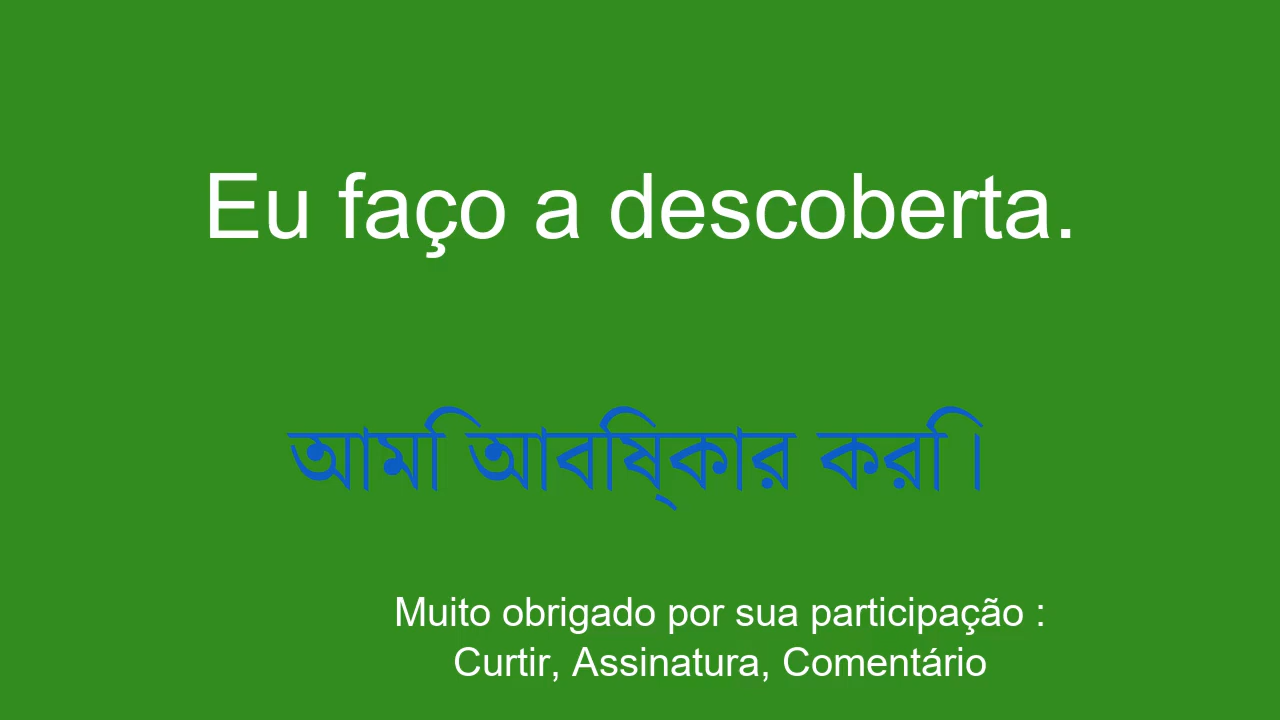 Eu faço a descoberta.
আমি আবিষ্কার করি।
Muito obrigado por sua participação :
Curtir, Assinatura, Comentário